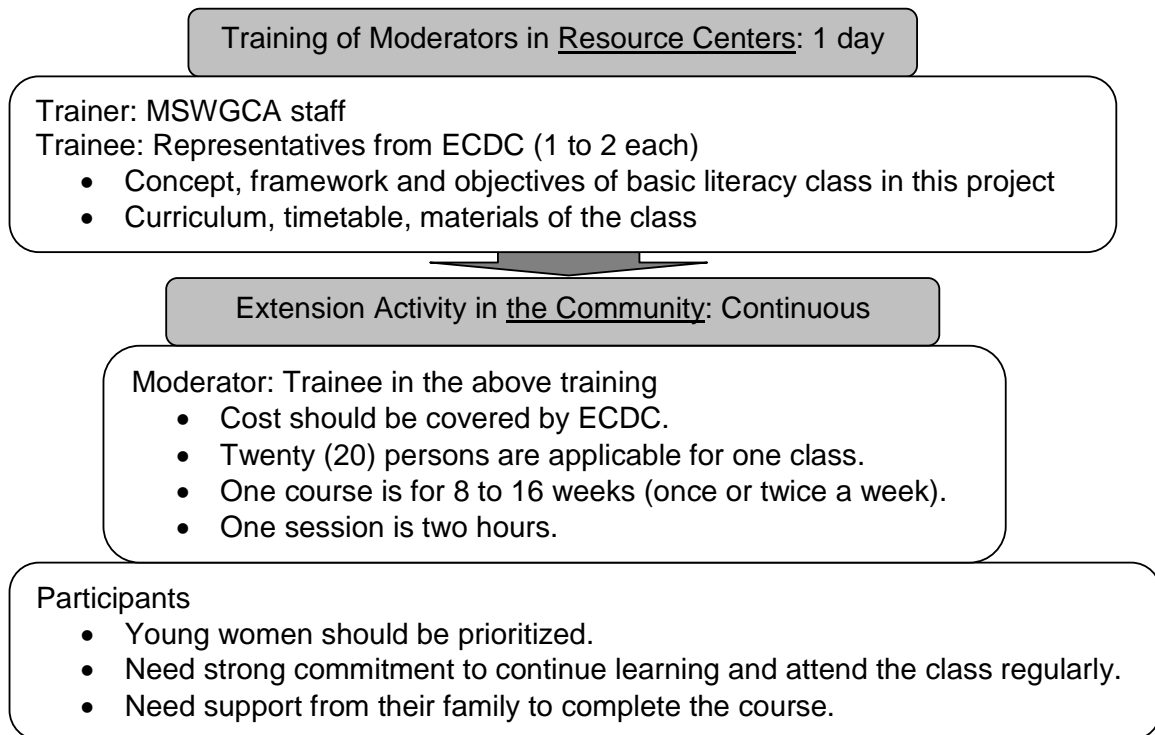 Training of Moderators in Resource Centers: 1 day
Trainer: MSWGCA staff
Trainee: Representatives from ECDC (1 to 2 each)
• Concept, framework and objectives of basic literacy class in this project
• Curriculum, timetable, materials of the class
Extension Activity in the Community: Continuous
Moderator: Trainee in the above training
• Cost should be covered by ECDC.
• Twenty (20) persons are applicable for one class.
• One course is for 8 to 16 weeks (once or twice a week).
• One session is two hours.
Participants
• Young women should be prioritized.
• Need strong commitment to continue learning and attend the class regularly.
• Need support from their family to complete the course.